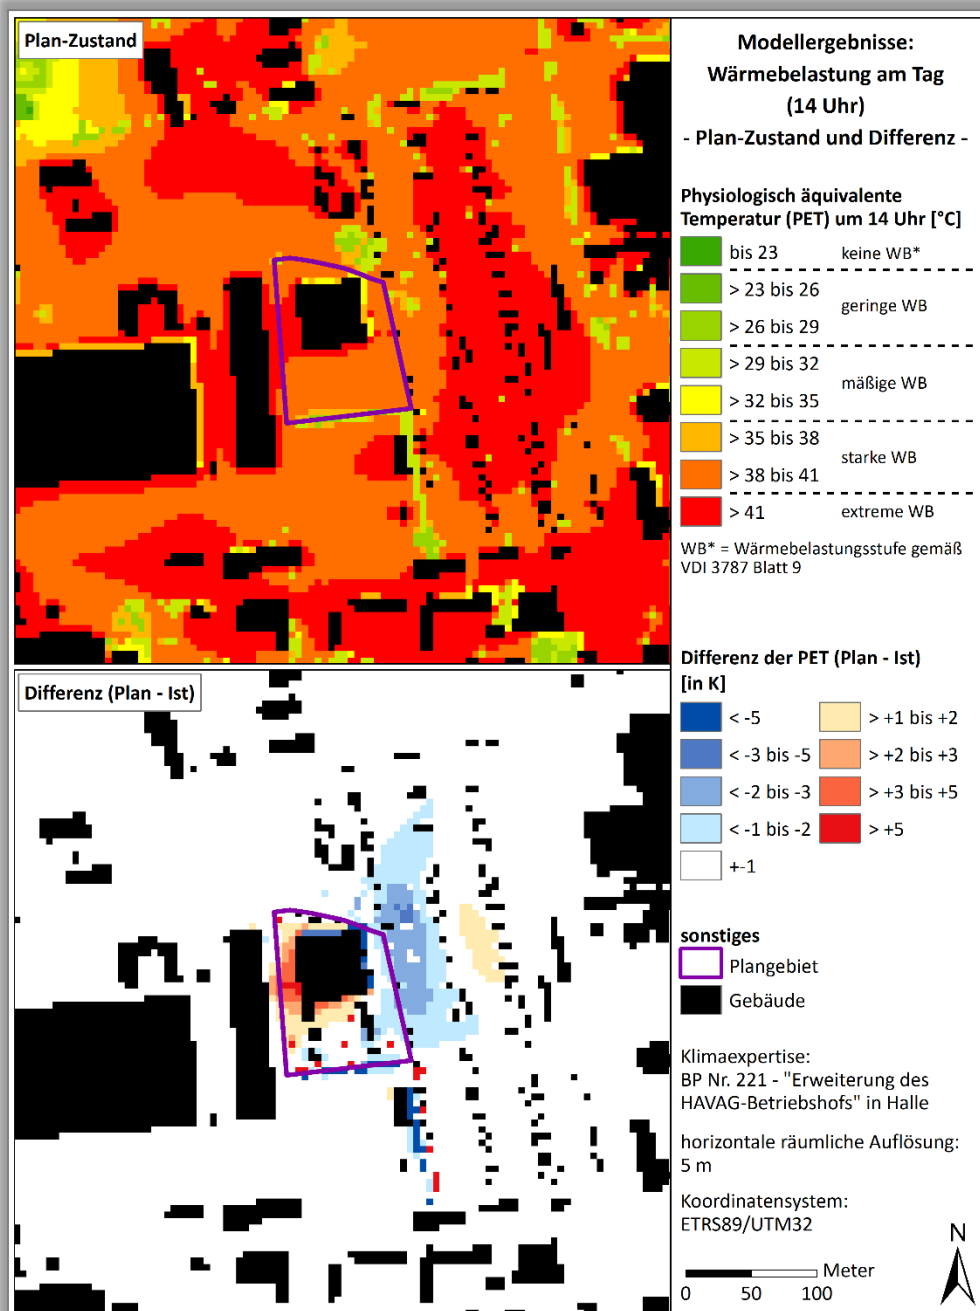 Plan-Zustand
Modellergebnisse:
Wärmebelastung am Tag
(14 Uhr)
- Plan-Zustand und Differenz -
Physiologisch äquivalente
Temperatur (PET) um 14 Uhr [°C]
bis 23 keine WB*
> 23 bis 26
geringe WB
> 26 bis 29
> 29 bis 32
mäßige WB
> 32 bis 35
> 35 bis 38
starke WB
> 38 bis 41
> 41 extreme WB
WB* = Wärmebelastungsstufe gemäß
VDI 3787 Blatt 9
Differenz (Plan - Ist)
Differenz der PET (Plan - Ist)
[in K]
< -5 > +1 bis +2
< -3 bis -5 > +2 bis +3
< -2 bis -3 > +3 bis +5
< -1 bis -2 > +5
+-1
sonstiges
Plangebiet
Gebäude
Klimaexpertise:
BP Nr. 221 - "Erweiterung des
HAVAG-Betriebshofs" in Halle
horizontale räumliche Auflösung:
5 m
Koordinatensystem:
ETRS89/UTM32
N
Meter
0 50 100